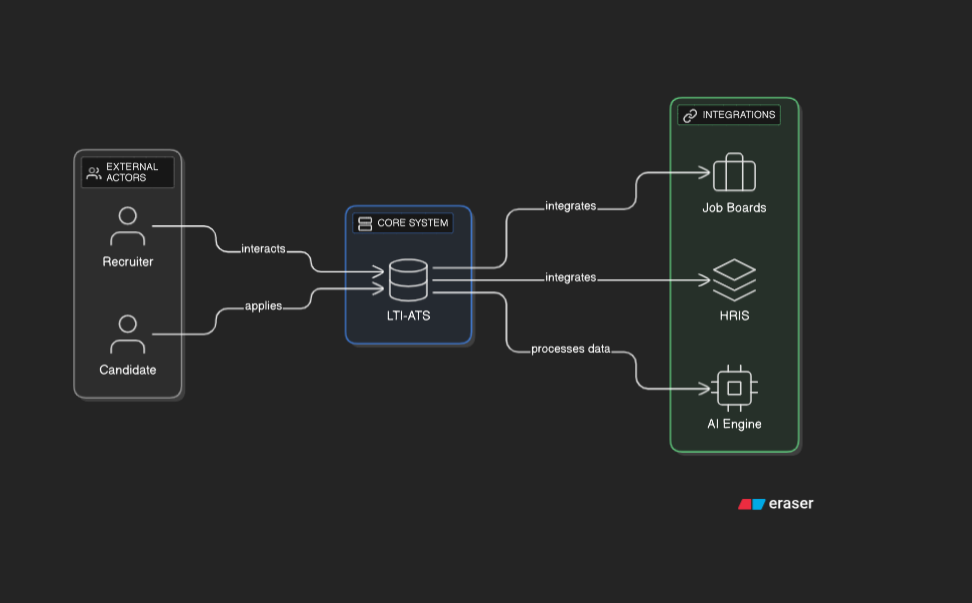 EXTERNAL
ACTORS
Recruiter
Candidate
interacts
applies
CORE SYSTEM
LTI-ATS
integrates
integrates
processes data
INTEGRATIONS
Job Boards
HRIS
AI Engine
eraser